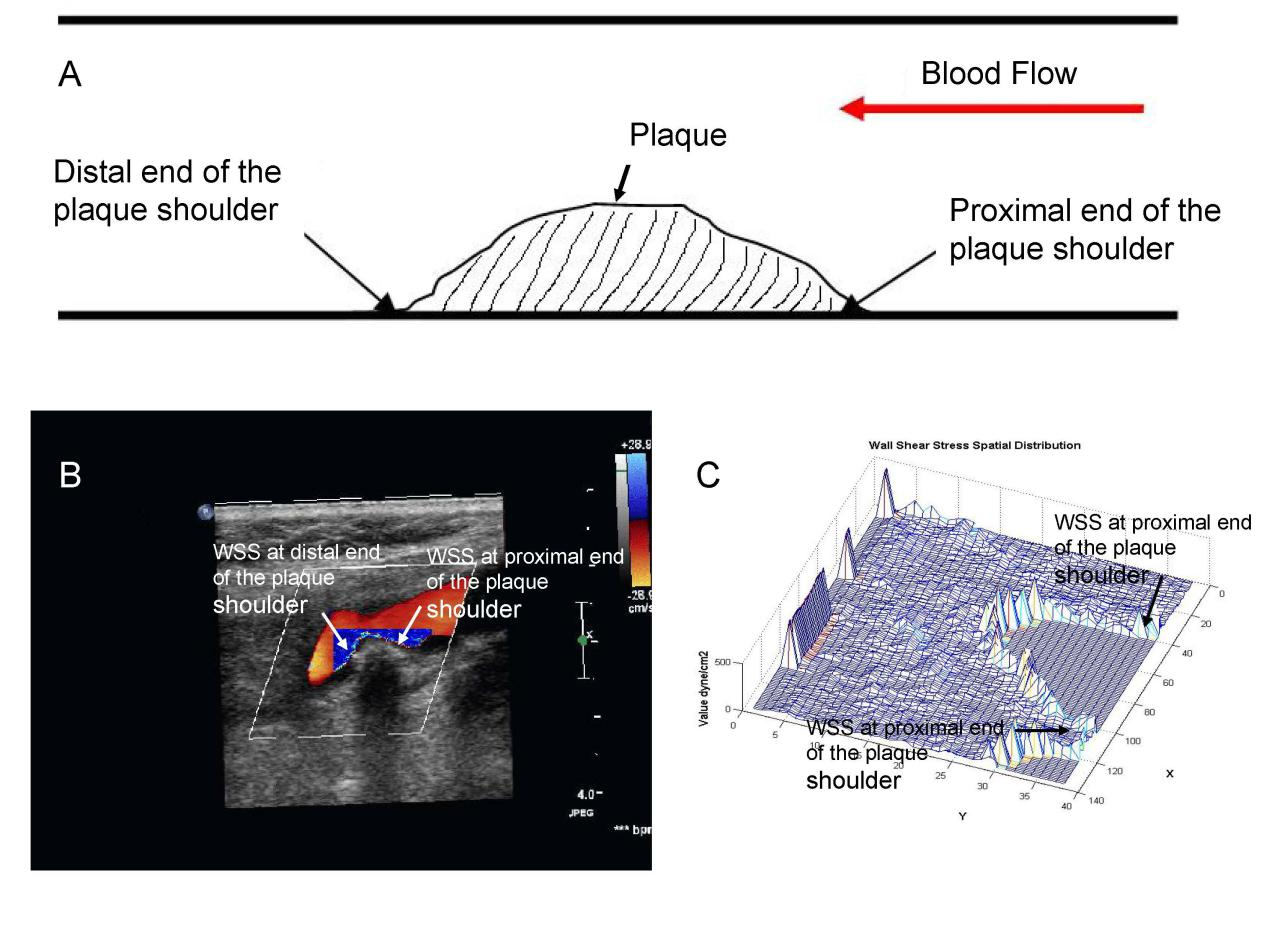 A
Blood Flow
Plaque
Distal end of the
plaque shoulder
Proximal end of the
plaque shoulder
B
+28.9
WSS at distal end
of the plaque
shoulder
WSS at proximal end
of the plaque
shoulder
-28.9
cm/s
x
4.0
JPEG
*** bpm
C
Wall Shear Stress Spatial Distribution
WSS at proximal end
of the plaque
shoulder
Value dyne/cm2
500
0
0
5
10
15
20
25
30
35
40
Y
0
20
40
60
80
100
120
140
X
WSS at proximal end
of the plaque
shoulder